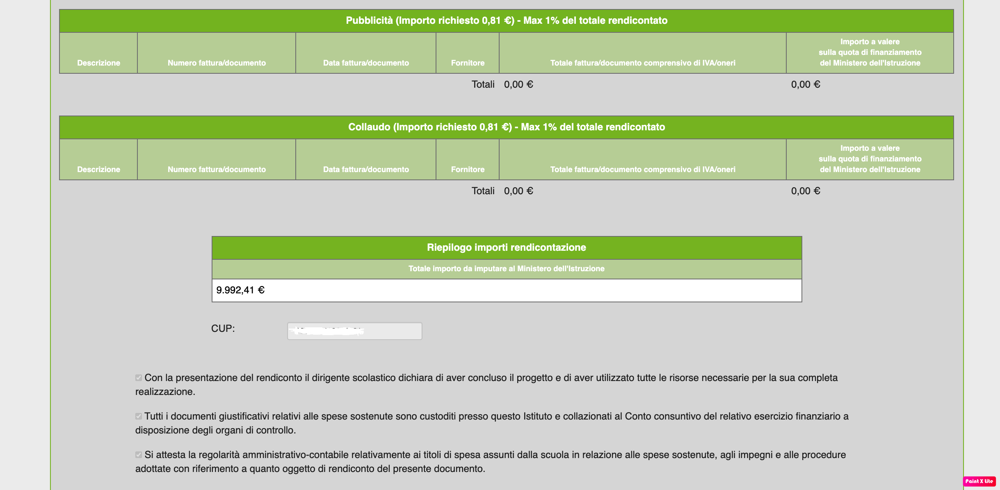 Pubblicità (Importo richiesto 0,81 €) - Max 1% del totale rendicontato
Descrizione
Numero fattura/documento
Data fattura/documento
Fornitore
Totale fattura/documento comprensivo di IVA/oneri
Importo a valere
sulla quota di finanziamento
del Ministero dell'Istruzione
Totali 0,00 € 0,00 €
Collaudo (Importo richiesto 0,81 €) - Max 1% del totale rendicontato
Descrizione
Numero fattura/documento
Data fattura/documento
Fornitore
Totale fattura/documento comprensivo di IVA/oneri
Importo a valere
sulla quota di finanziamento
del Ministero dell'Istruzione
Totali 0,00 € 0,00 €
Riepilogo importi rendicontazione
Totale importo da imputare al Ministero dell'Istruzione
9.992,41 €
CUP:
Con la presentazione del rendiconto il dirigente scolastico dichiara di aver concluso il progetto e di aver utilizzato tutte le risorse necessarie per la sua completa
realizzazione.
Tutti i documenti giustificativi relativi alle spese sostenute sono custoditi presso questo Istituto e collazionati al Conto consuntivo del relativo esercizio finanziario a
disposizione degli organi di controllo.
Si attesta la regolarità amministrativo-contabile relativamente ai titoli di spesa assunti dalla scuola in relazione alle spese sostenute, agli impegni e alle procedure
adottate con riferimento a quanto oggetto di rendiconto del presente documento.
Paint X Lite